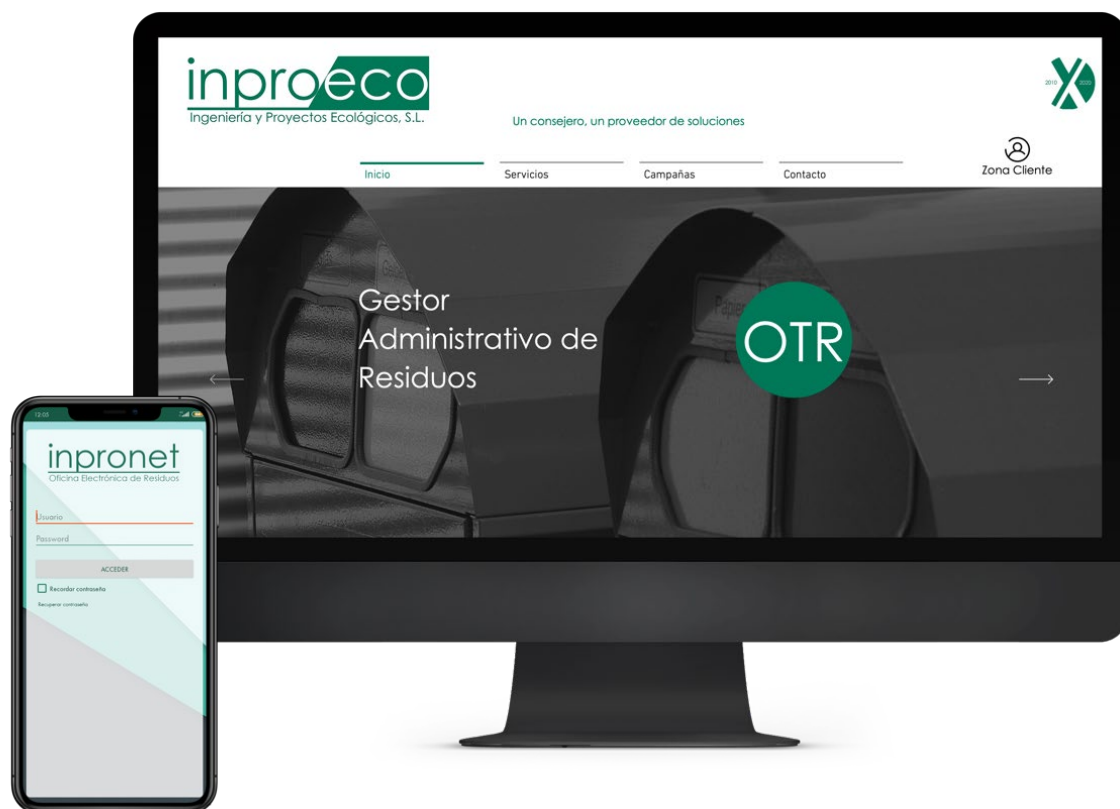 inproeco
Ingeniería y Proyectos Ecológicos, S.L.
Un consejero, un proveedor de soluciones
2010
Zona Cliente
Inicio
Servicios
Campañas
Contacto
Gestor
Administrativo de
Residuos
OTR
Papier
12:05
inpronet
Oficina Electrónica de Residuos
Usuario
Password
ACCEDER
Recordar contraseña
Recuperar contraseña